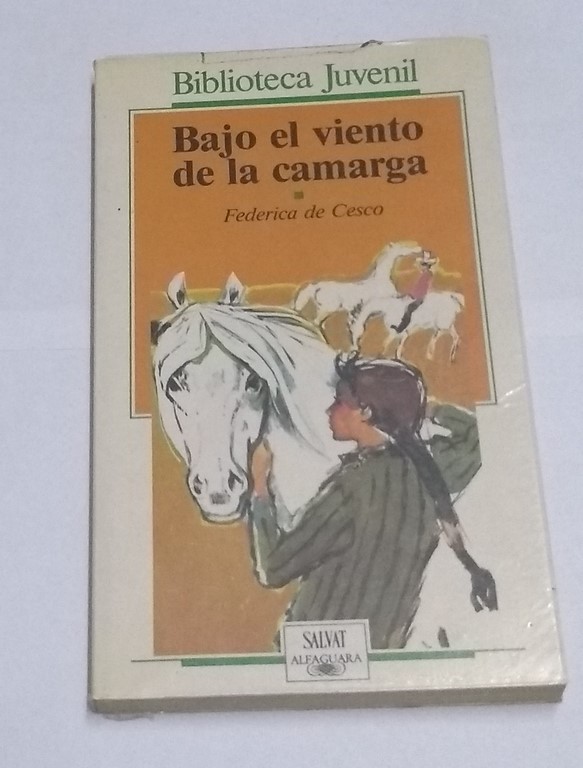 Biblioteca Juvenil
Bajo el viento
de la camarga
Federica de Cesco
SALVAT
ALFAGUARA